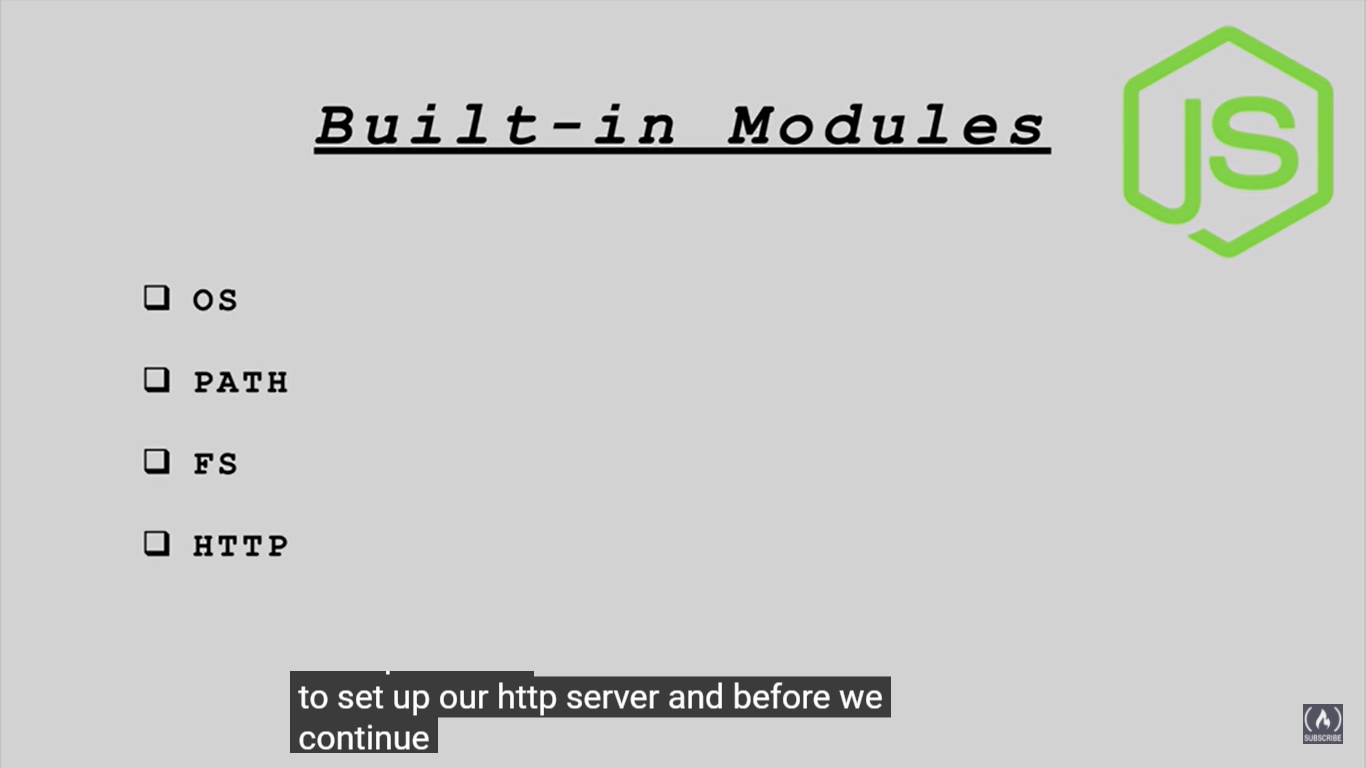 Built-in Modules
JS
OS
PATH
FS
HTTP
to set up our http server and before we
continue
SUBSCRIBE